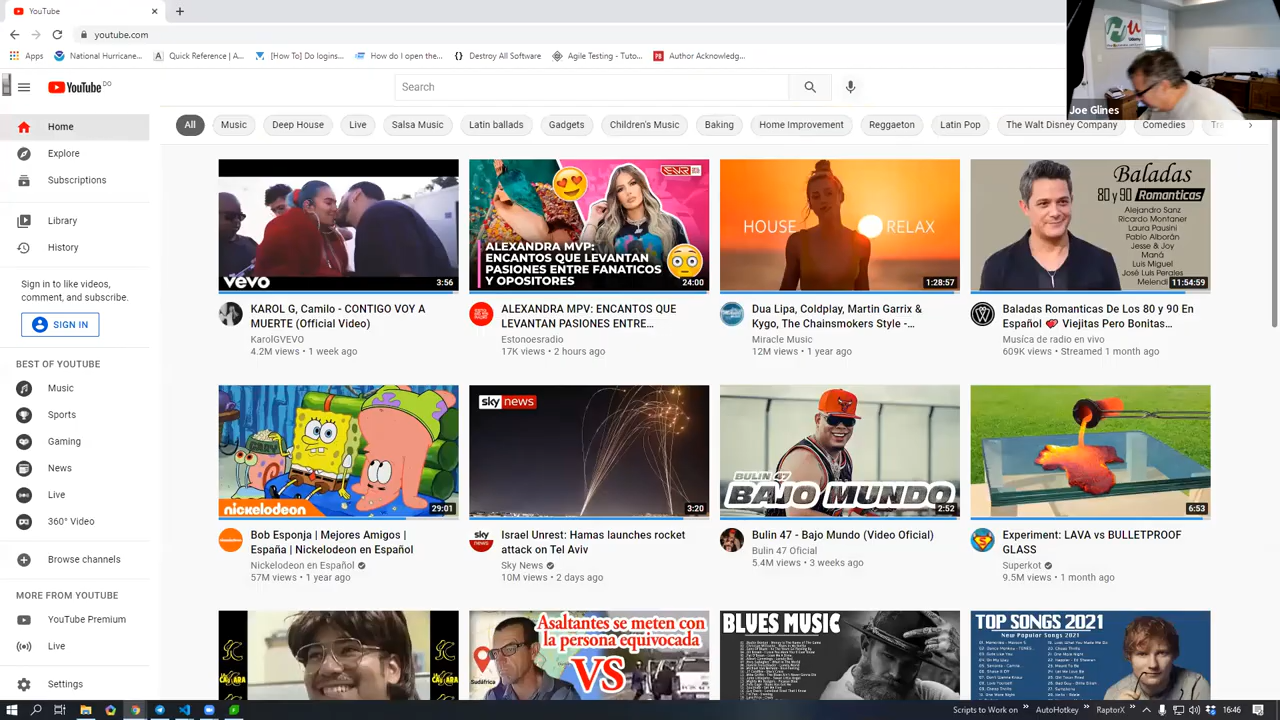 YouTube
youtube.com
Apps
National Hurricane...
Quick Reference | A...
[How To] Do logins...
How do I compare...
Destroy All Software
Agile Testing - Tuto...
Author Acknowledg...
Joe Glines
YouTube DO
Search
Home
Explore
Subscriptions
Library
History
Sign in to like videos,
comment, and subscribe.
SIGN IN
BEST OF YOUTUBE
Music
Sports
Gaming
News
Live
360° Video
Browse channels
MORE FROM YOUTUBE
YouTube Premium
Live
All
Music
Deep House
Live
Music
Latin ballads
Gadgets
Children's Music
Baking
Home Improvement
Reggaeton
Latin Pop
The Walt Disney Company
Comedies
vevo
3:56
ALEXANDRA MVP:
ENCANTOS QUE
LEVANTAN
PASIONES ENTRE FANATICOS
Y OPOSITORES
24:00
HOUSE RELAX
1:28:57
Baladas
80 y 90 Romanticas
Alejandro Sanz
Ricardo Montaner
Laura Pausini
Pablo Alborán
Jesse & Joy
Maná
Luis Miguel
José Luis Perales
11:54:59
KAROL G, Camilo - CONTIGO VOY A
MUERTE (Official Video)
KarolGVEVO
4.2M views • 1 week ago
ALEXANDRA MPV: ENCANTOS QUE
LEVANTAN PASIONES ENTRE...
Estonoesradio
17K views • 2 hours ago
Dua Lipa, Coldplay, Martin Garrix &
Kygo, The Chainsmokers Style -...
Miracle Music
12M views • 1 year ago
Baladas Romanticas De Los 80 y 90 En
Español 💕 Viejitas Pero Bonitas...
Musica de radio en vivo
609K views • Streamed 1 month ago
nickelodeon
29:01
sky news
3:20
BULIN 47
BAJO MUNDO
2:52
6:53
Bob Esponja | Mejores Amigos |
España | Nickelodeon en Español
Nickelodeon en Español
57M views • 1 year ago
Israel Unrest: Hamas launches rocket
attack on Tel Aviv
Sky News
10M views • 2 days ago
Bulin 47 - Bajo Mundo (Video Oficial)
Bulin 47 Oficial
5.4M views • 3 weeks ago
Experiment: LAVA vs BULLETPROOF
GLASS
Superkot
9.5M views • 1 month ago
Asaltantes se meten con
la persona equivocada
VS
BLUES MUSIC
TOP SONGS 2021
New Popular Songs 2021
Scripts to Work on
AutoHotkey
RaptorX
16:46